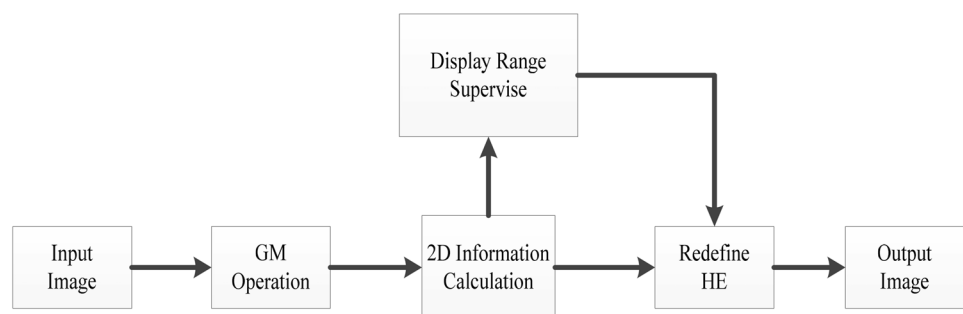 Display Range
Supervise
Input
Image
GM
Operation
2D Information
Calculation
Redefine
HE
Output
Image